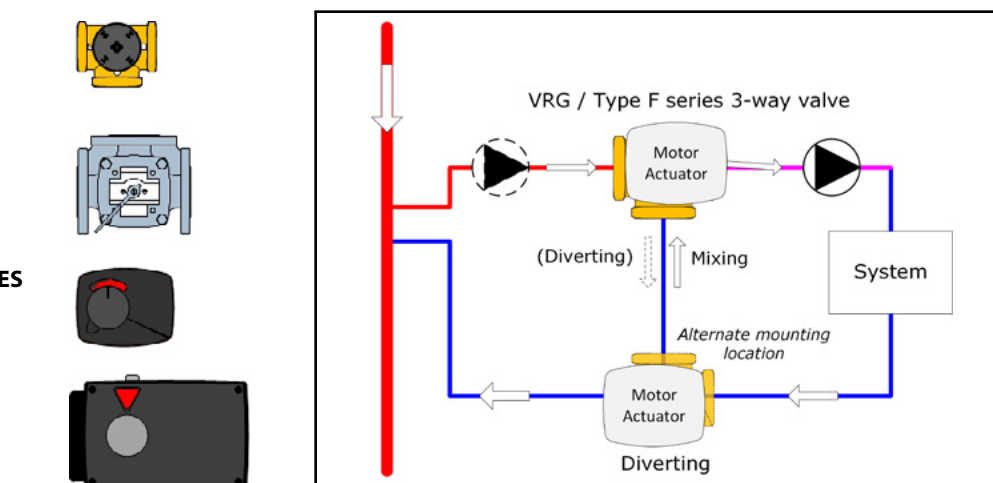 VRG / Type F series 3-way valve
Motor
Actuator
(Diverting)
Mixing
ES
System
Alternate mounting
location
Motor
Actuator
Diverting